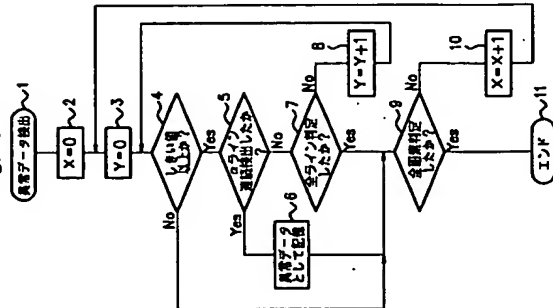 異常データ検出 1
X=0 2
Y=0 3
しきい値
以上か? 4
No
Yes
αライン
連続検出したか? 5
Yes
No
異常データ
として記憶 6
全ライン判定
したか? 7
No
Yes
Y=Y+1 8
全画素判定
したか? 9
No
Yes
X=X+1 10
エンド 11